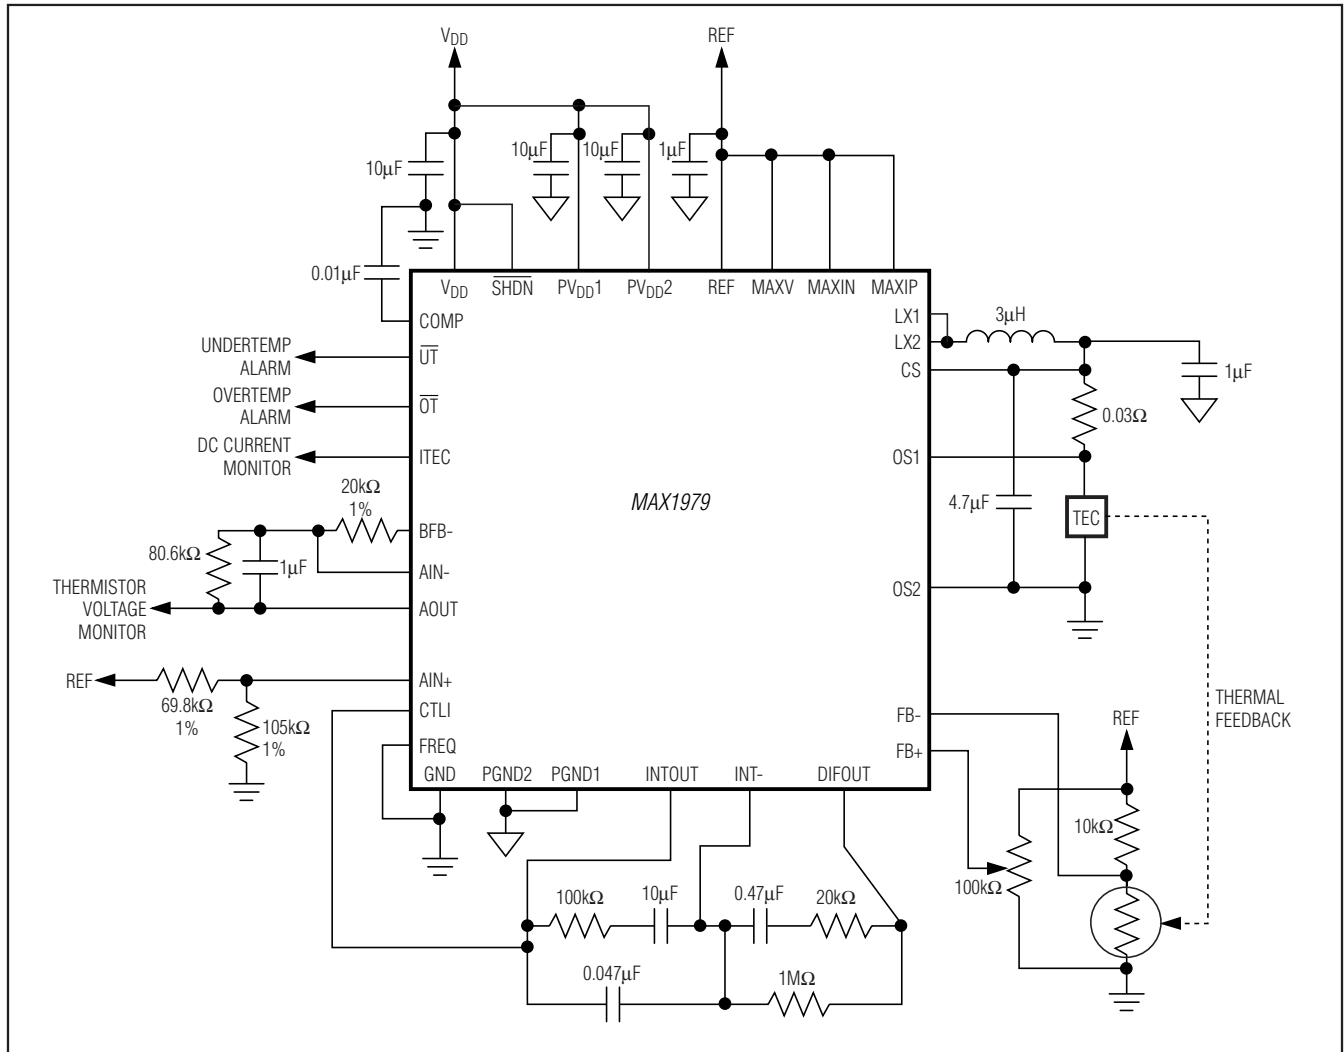 VDD
REF
10µF
10µF
10µF
1µF
0.01µF
VDD
SHDN
PVDD1
PVDD2
REF
MAXV
MAXIN
MAXIP
COMP
UNDERTEMP
ALARM
UT
OVERTEMP
ALARM
OT
DC CURRENT
MONITOR
ITEC
20kΩ
1%
BFB-
80.6kΩ
1µF
AIN-
THERMISTOR
VOLTAGE
MONITOR
AOUT
REF
69.8kΩ
1%
AIN+
105kΩ
1%
CTLI
FREQ
MAX1979
LX1
LX2
3µH
CS
1µF
0.03Ω
OS1
4.7µF
TEC
OS2
THERMAL
FEEDBACK
FB-
FB+
REF
10kΩ
100kΩ
GND
PGND2
PGND1
INTOUT
INT-
DIFOUT
100kΩ
10µF
0.47µF
20kΩ
0.047µF
1MΩ